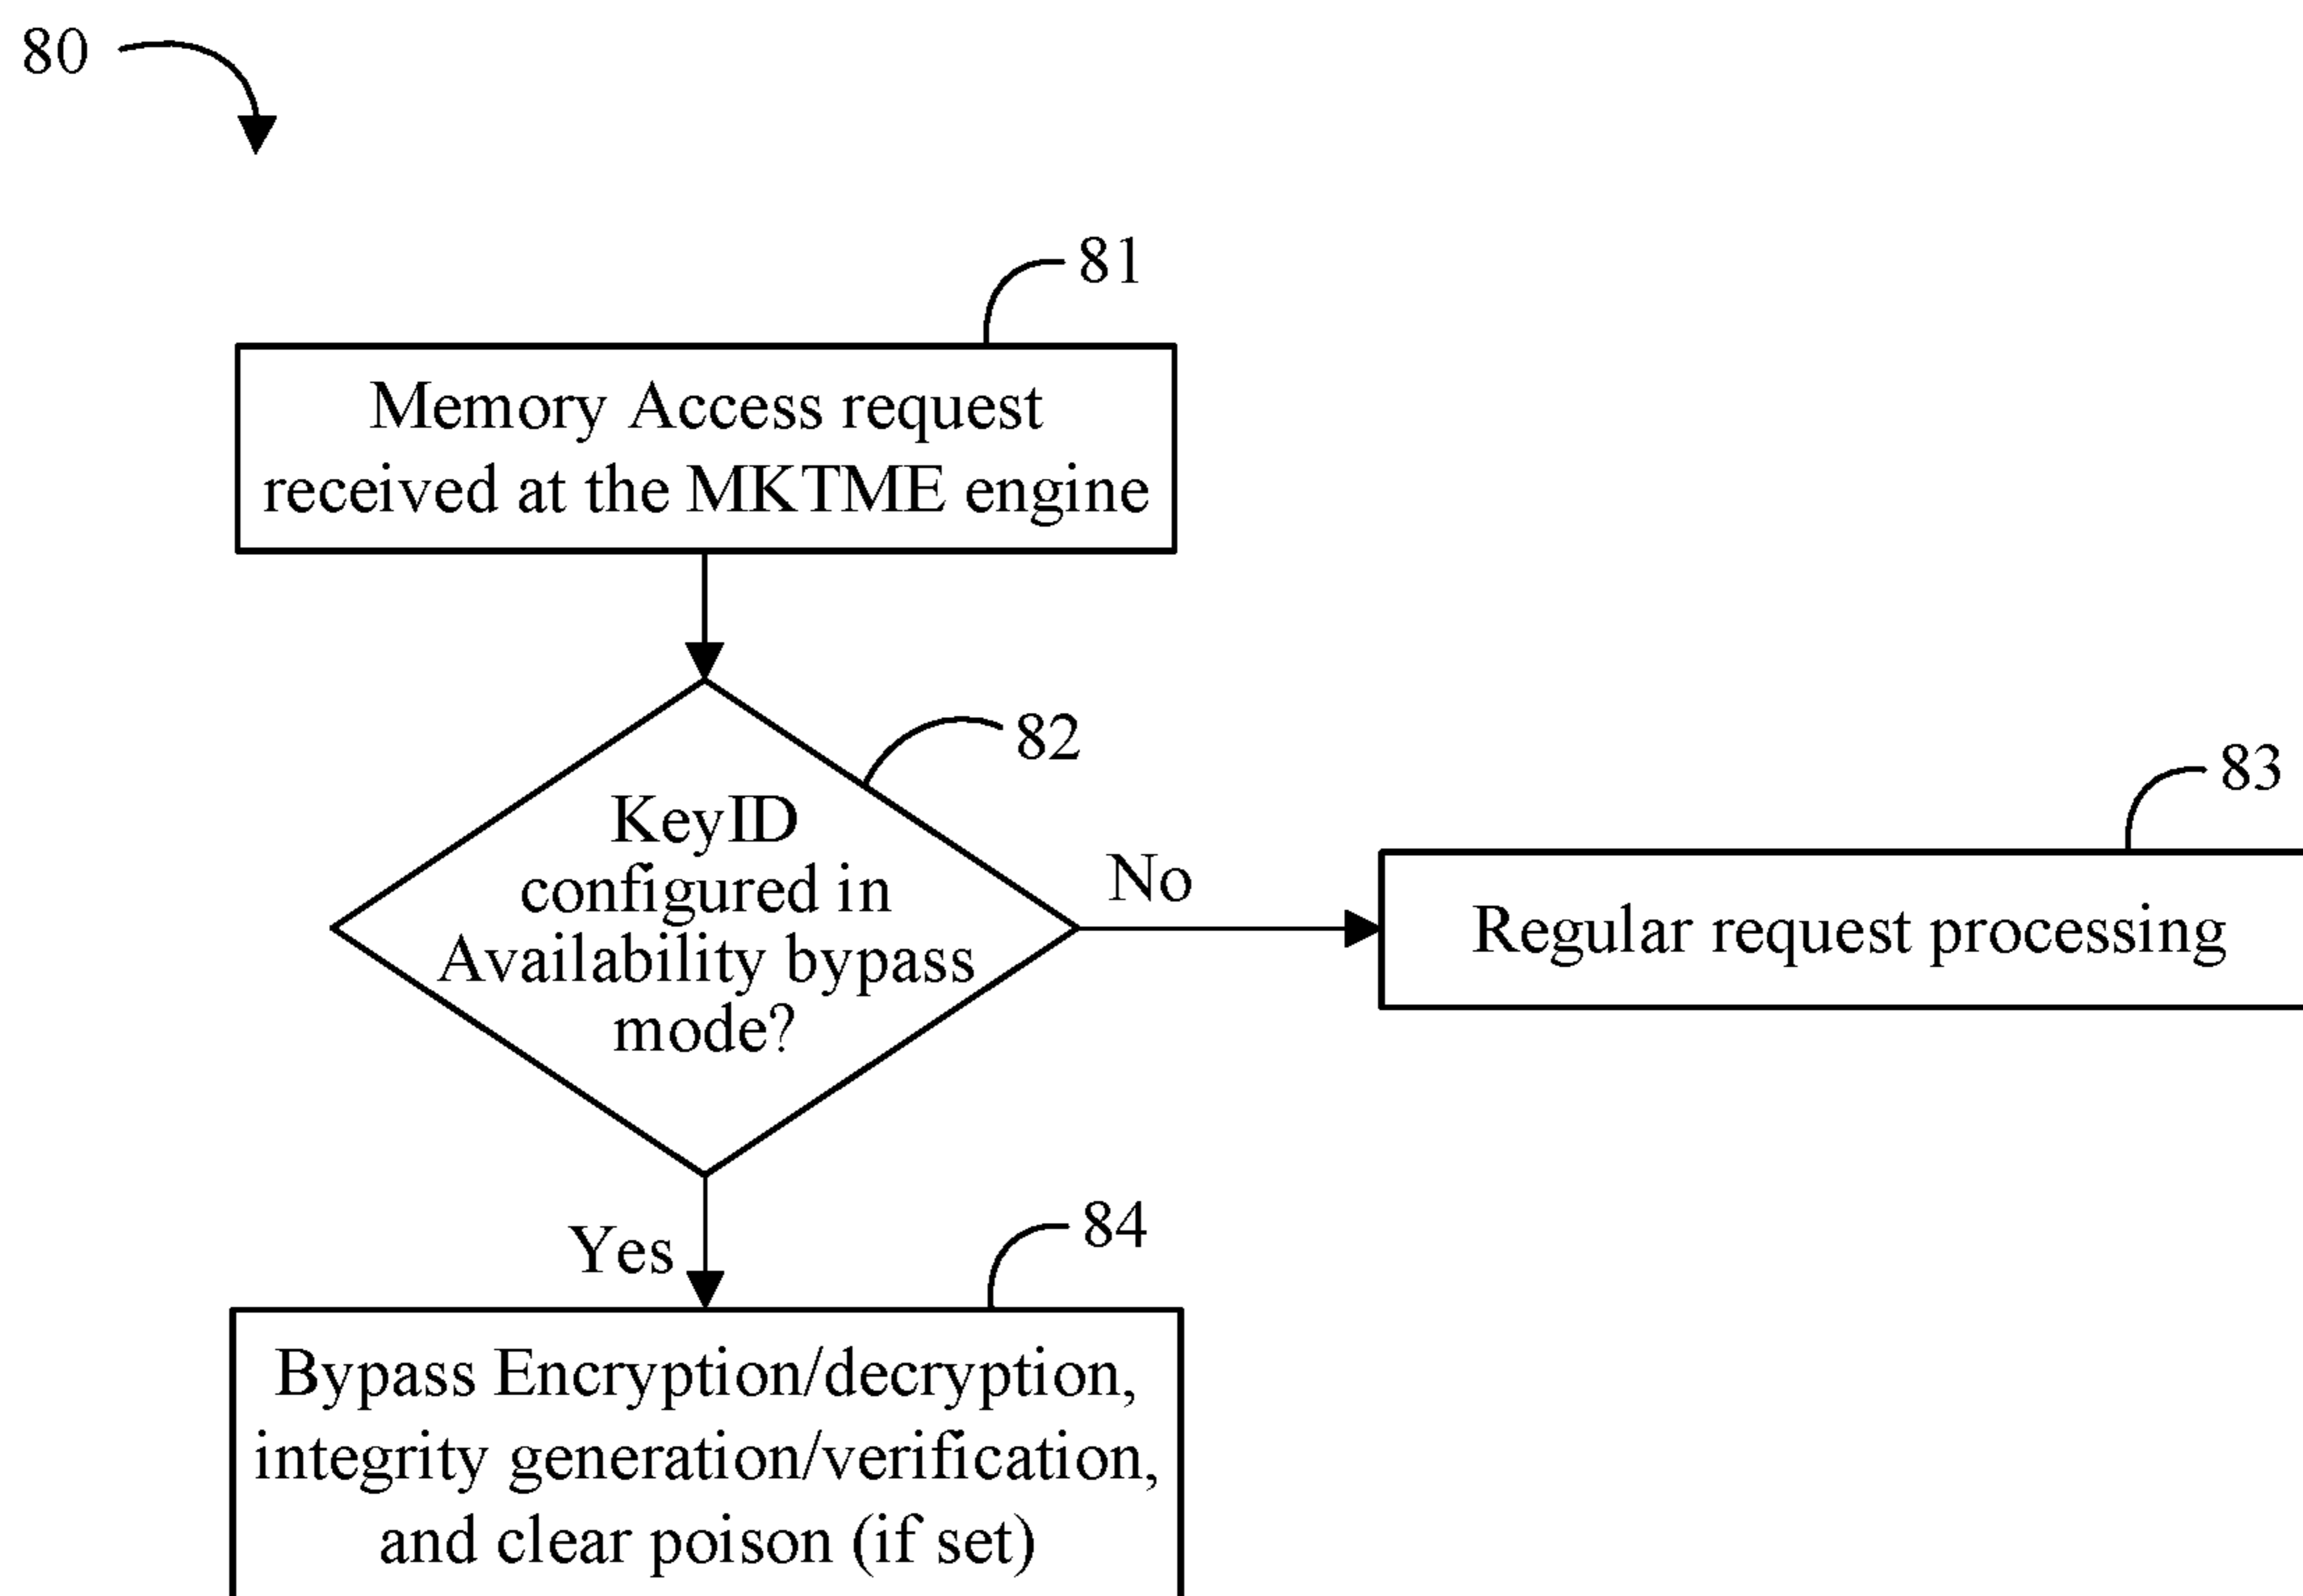 80
81
Memory Access request
received at the MKTME engine
82
KeyID
configured in
Availability bypass
mode?
No
83
Regular request processing
Yes
84
Bypass Encryption/decryption,
integrity generation/verification,
and clear poison (if set)